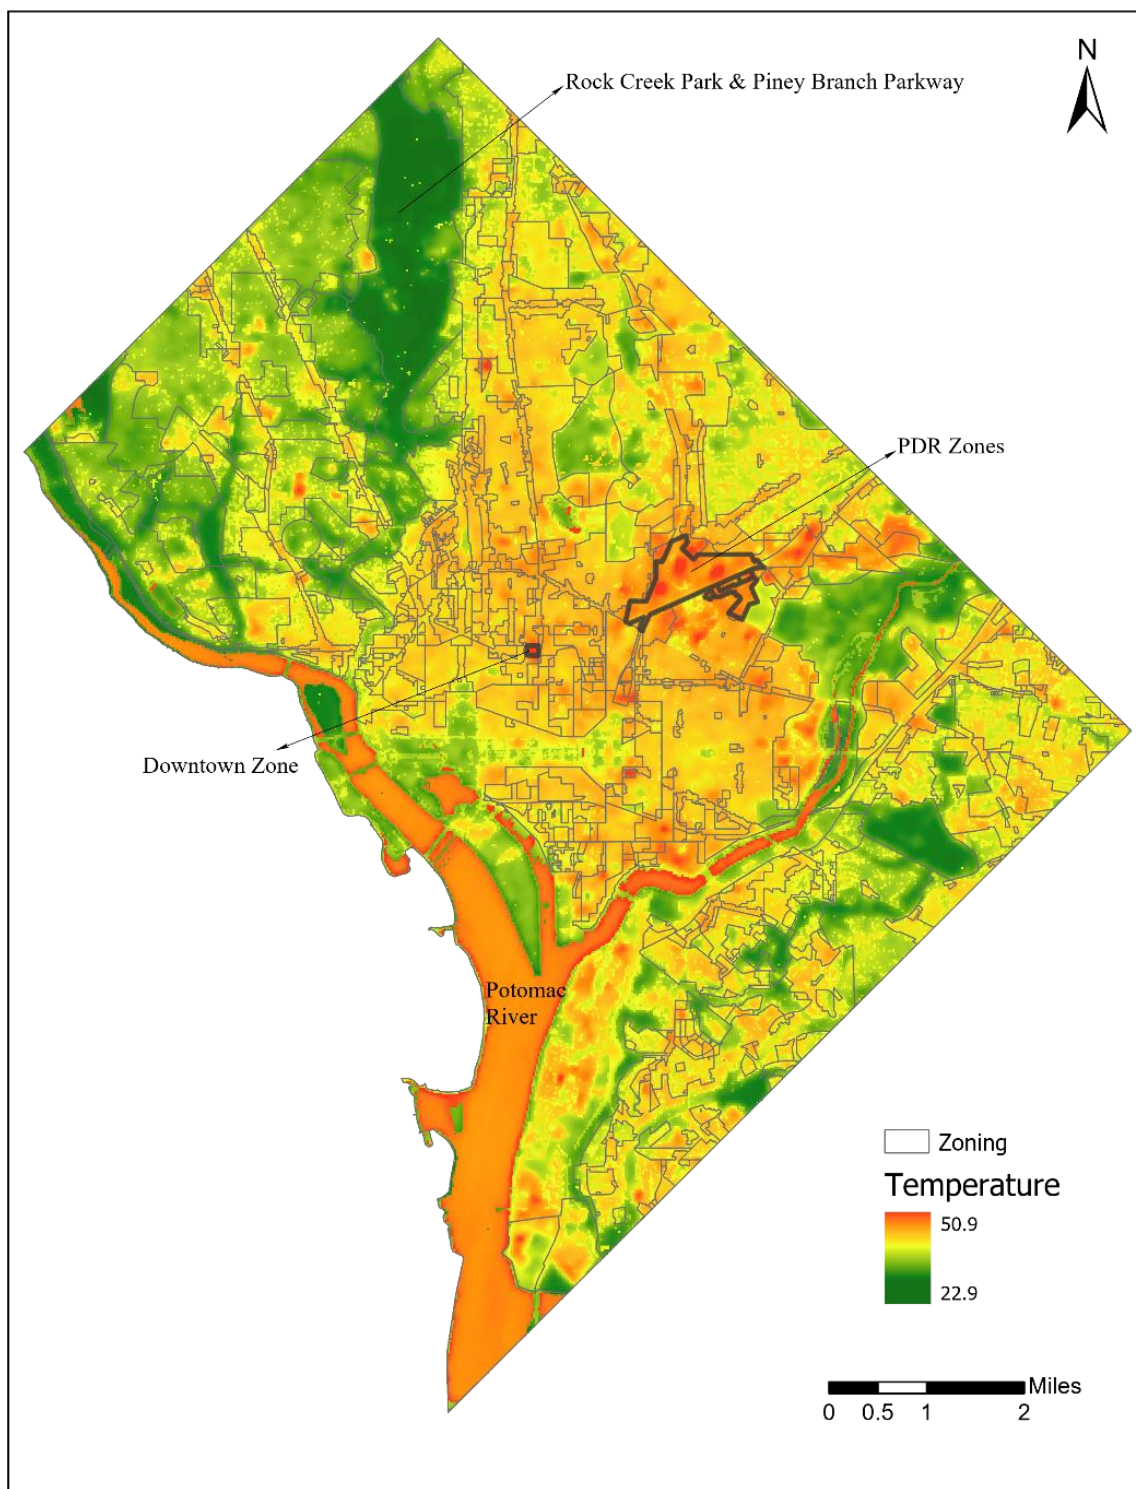 N
Rock Creek Park & Piney Branch Parkway
PDR Zones
Downtown Zone
Potomac
River
Zoning
Temperature
50.9
22.9
Miles
0 0.5 1 2